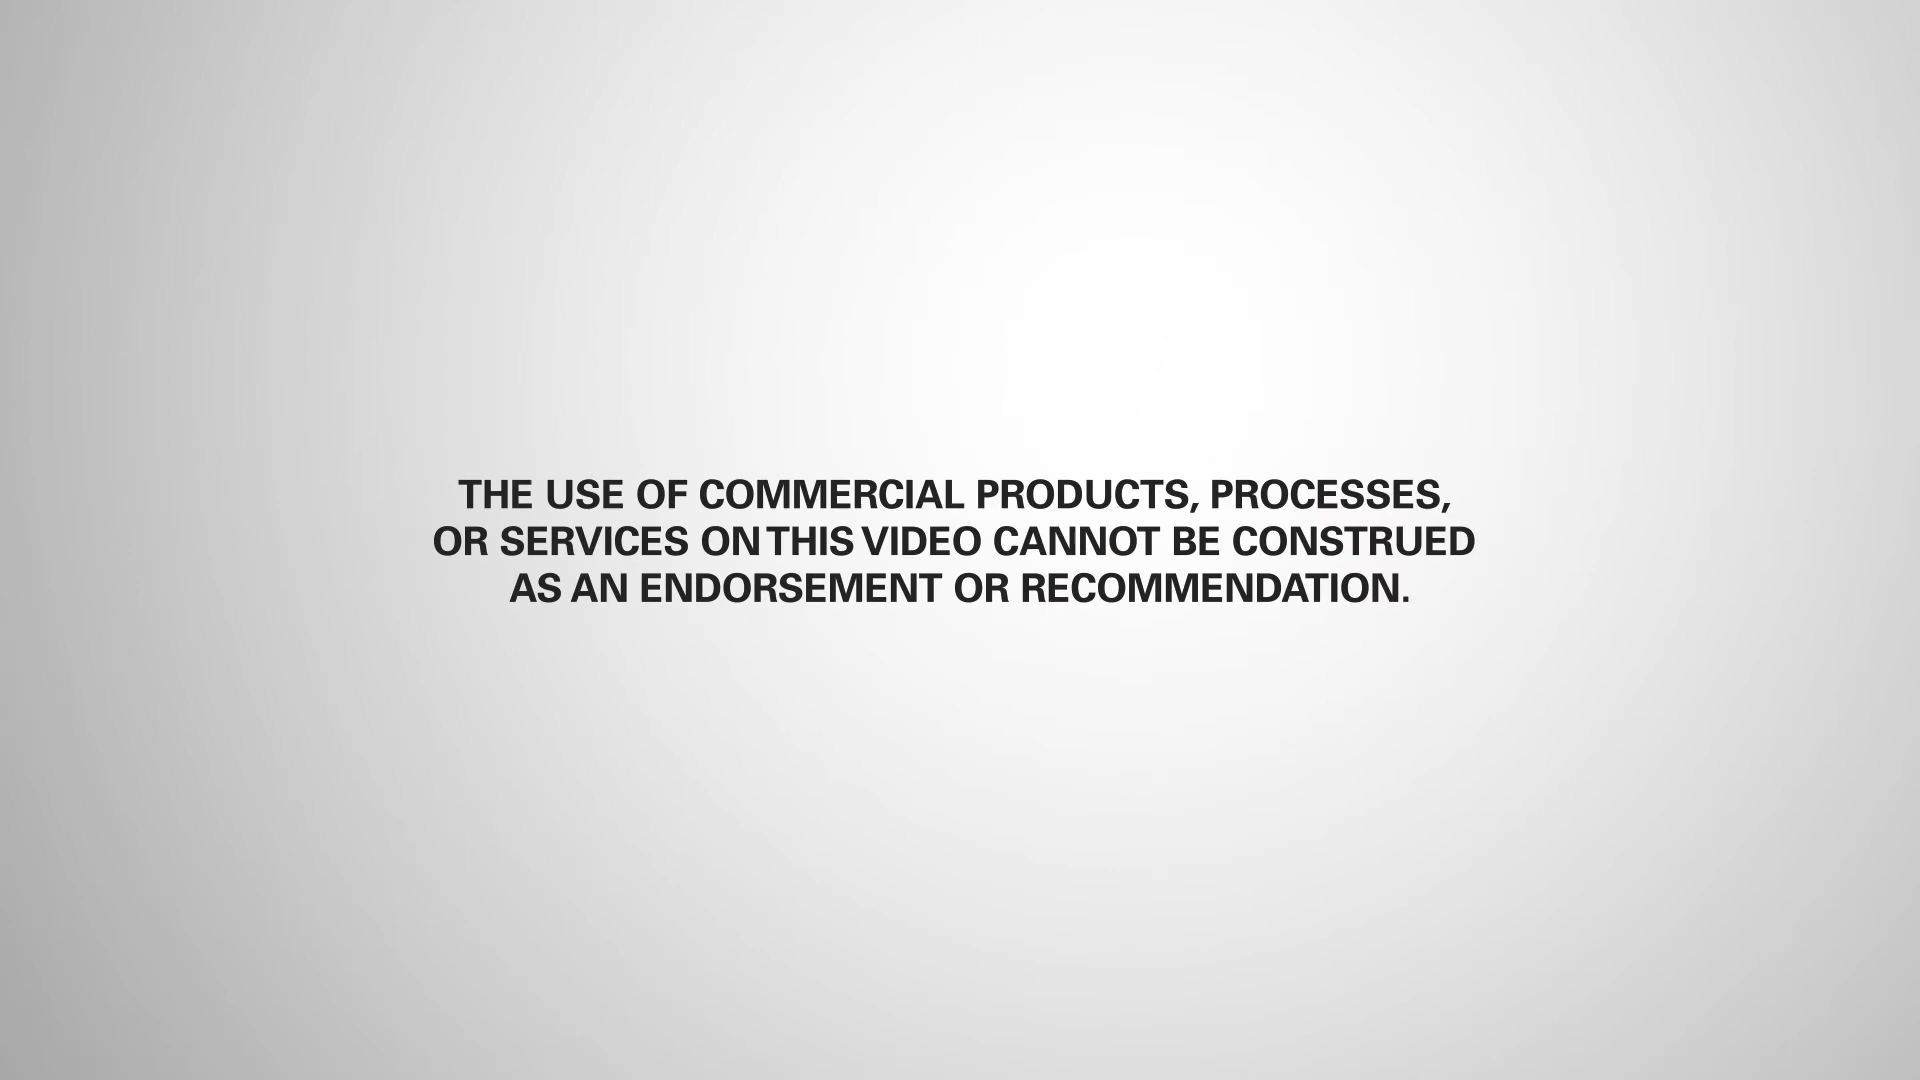 THE USE OF COMMERCIAL PRODUCTS, PROCESSES,
OR SERVICES ON THIS VIDEO CANNOT BE CONSTRUED
AS AN ENDORSEMENT OR RECOMMENDATION.